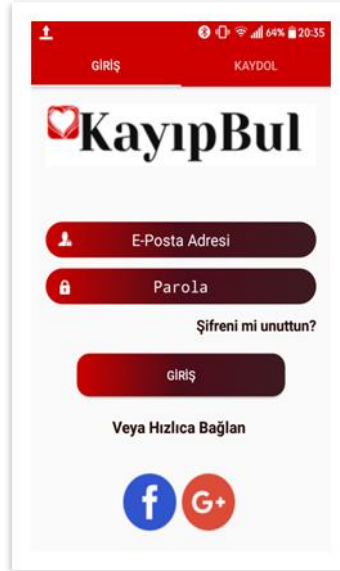 64% 20:35
GİRİŞ KAYDOL
KayıpBul
E-Posta Adresi
Parola
Şifreni mi unuttun?
GİRİŞ
Veya Hızlıca Bağlan
f G+